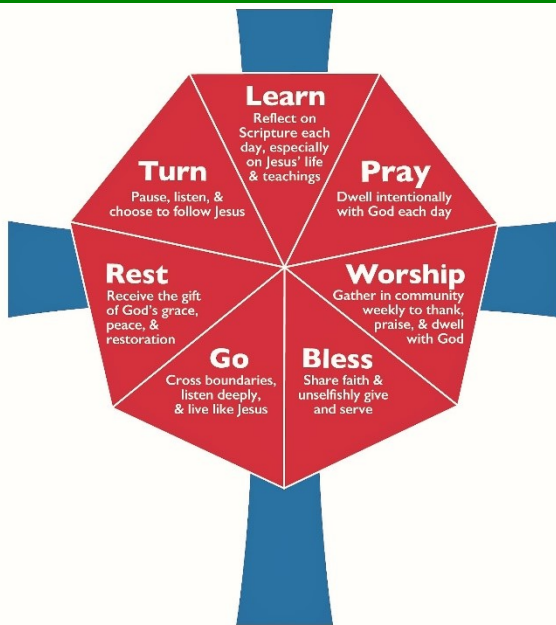 Learn
Reflect on
Scripture each
day, especially
on Jesus' life
& teachings
Turn
Pause, listen, &
choose to follow Jesus
Pray
Dwell intentionally
with God each day
Rest
Receive the gift
of God's grace,
peace, &
restoration
Worship
Gather in community
weekly to thank,
praise, & dwell
with God
Go
Cross boundaries,
listen deeply,
& live like Jesus
Bless
Share faith &
unselfishly give
and serve